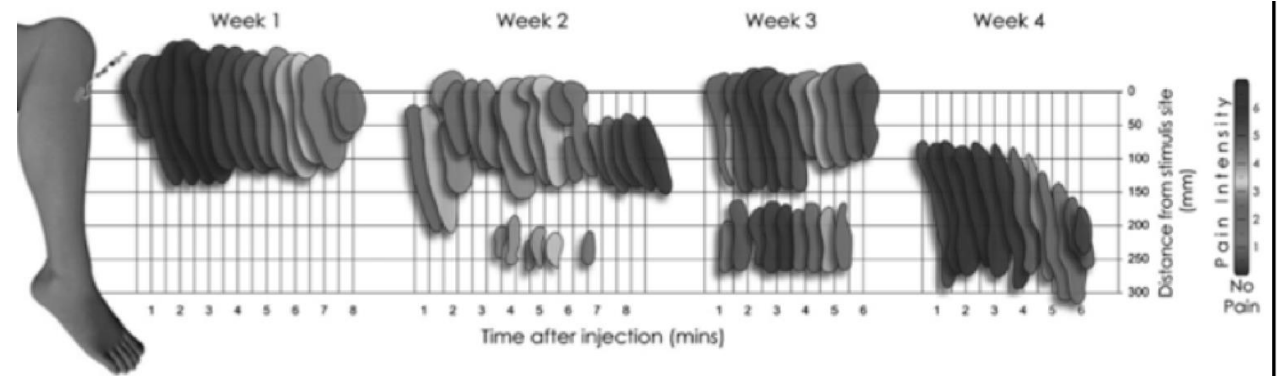 Week 1
Week 2
Week 3
Week 4
0
50
100
150
200
250
300
Distance from stimulis site
(mm)
Pain Intensity
6
5
4
3
2
1
No
Pain
1 2 3 4 5 6 7 8
1 2 3 4 5 6 7 8
1 2 3 4 5 6
1 2 3 4 5 6
Time after injection (mins)